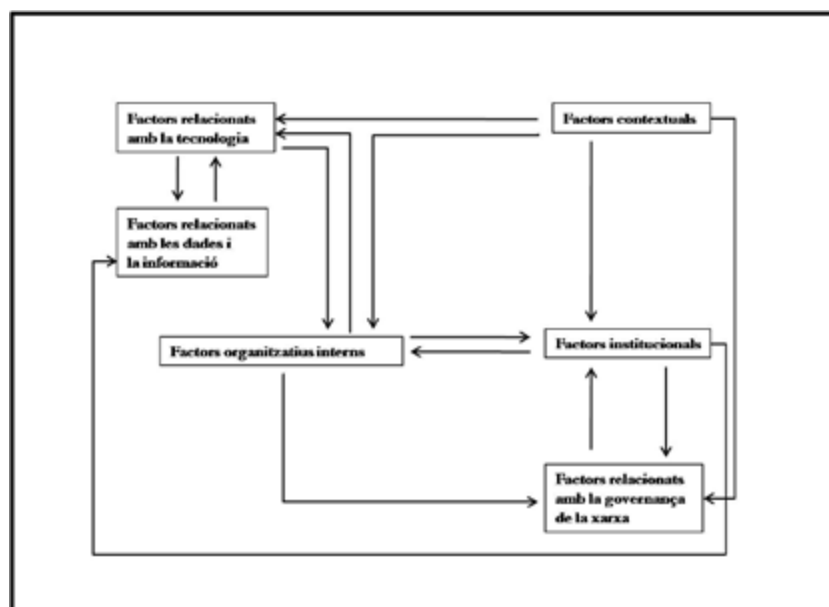 Factors relacionats
amb la tecnologia
Factors contextuals
Factors relacionats
amb les dades i
la informació
Factors organitzatius interns
Factors institucionals
Factors relacionats
amb la governança
de la xarxa